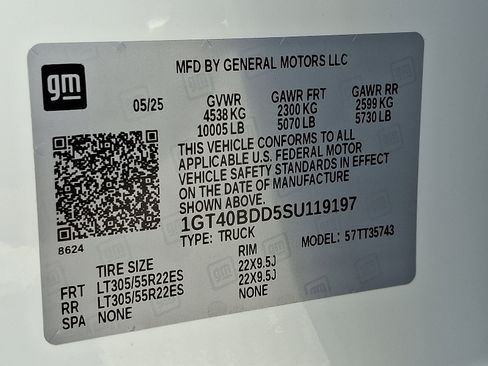 gm
MFD BY GENERAL MOTORS LLC
05/25 GVWR GAWR FRT GAWR RR
4538 KG 2300 KG 2599 KG
10005 LB 5070 LB 5730 LB
THIS VEHICLE CONFORMS TO ALL
APPLICABLE U.S. FEDERAL MOTOR
VEHICLE SAFETY STANDARDS IN EFFECT
ON THE DATE OF MANUFACTURE
SHOWN ABOVE.
1GT40BDD5SU119197
8624
TYPE: TRUCK MODEL: 57TT35743
TIRE SIZE RIM
FRT LT305/55R22ES 22X9.5J
RR LT305/55R22ES 22X9.5J
SPA NONE NONE